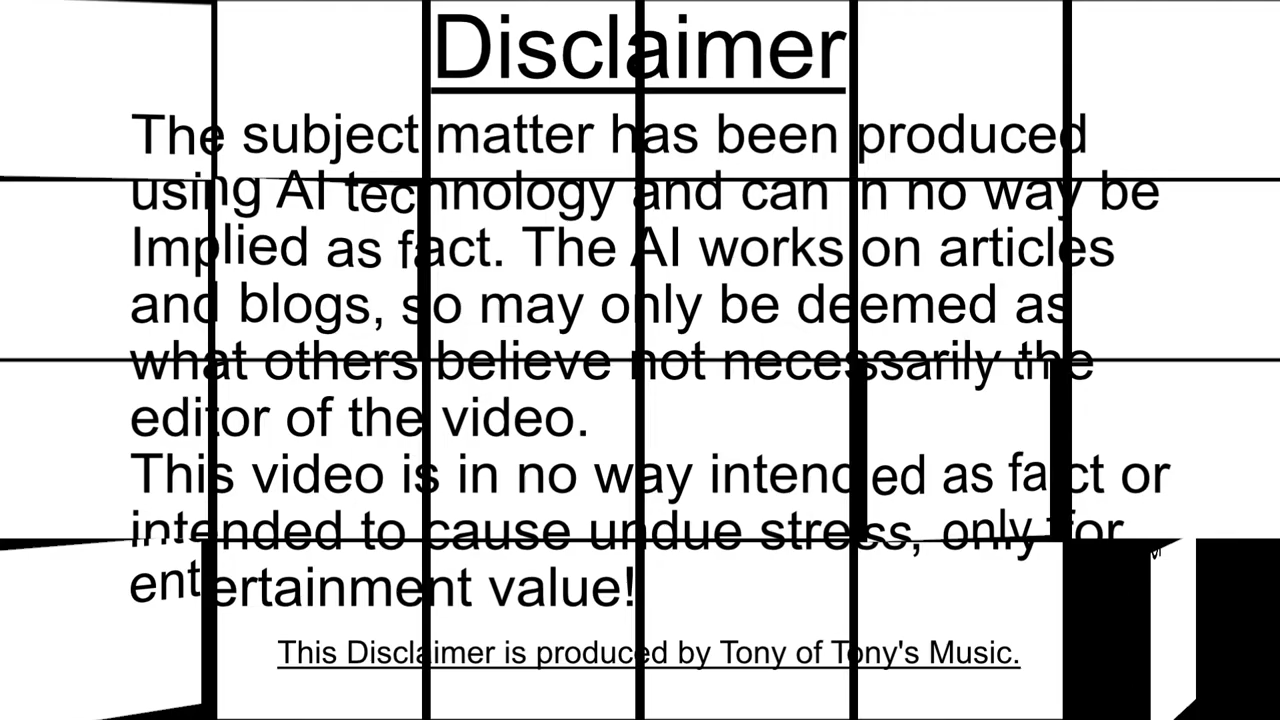 Disclaimer
The subject matter has been produced
using AI technology and can in no way be
Implied as fact. The AI works on articles
and blogs, so may only be deemed as
what others believe not necessarily the
editor of the video.
This video is in no way intended as fact or
intended to cause undue stress, only for
entertainment value!
This Disclaimer is produced by Tony of Tony's Music.